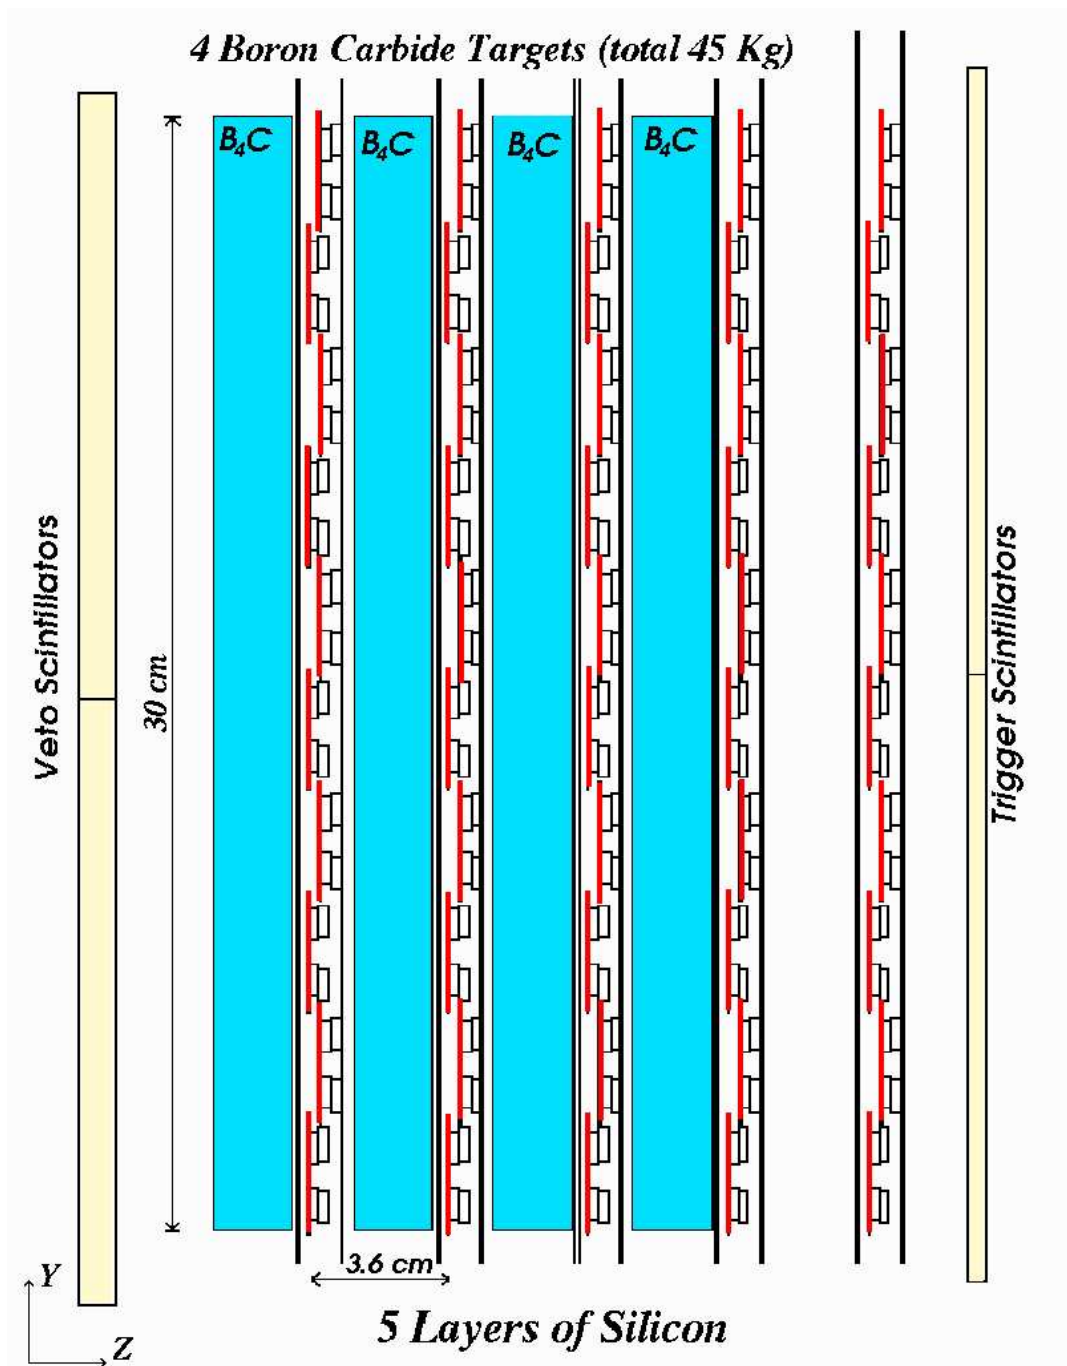 4 Boron Carbide Targets (total 45 Kg)
B4C
B4C
B4C
B4C
Veto Scintillators
30 cm
Trigger Scintillators
3.6 cm
Y
Z
5 Layers of Silicon